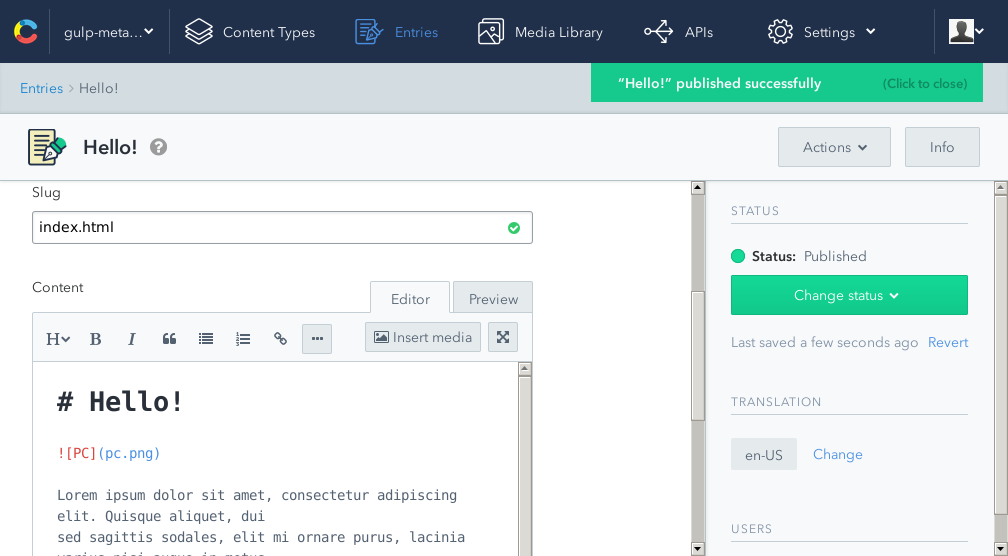 gulp-meta...
Content Types
Entries
Media Library
APIs
Settings
Entries > Hello!
“Hello!” published successfully (Click to close)
Hello! ?
Actions
Info
Slug
index.html
Content
Editor
Preview
H
B
I
Insert media
# Hello!
![PC](pc.png)
Lorem ipsum dolor sit amet, consectetur adipiscing
elit. Quisque aliquet, dui
sed sagittis sodales, elit mi ornare purus, lacinia
STATUS
Status: Published
Change status
Last saved a few seconds ago Revert
TRANSLATION
en-US Change
USERS